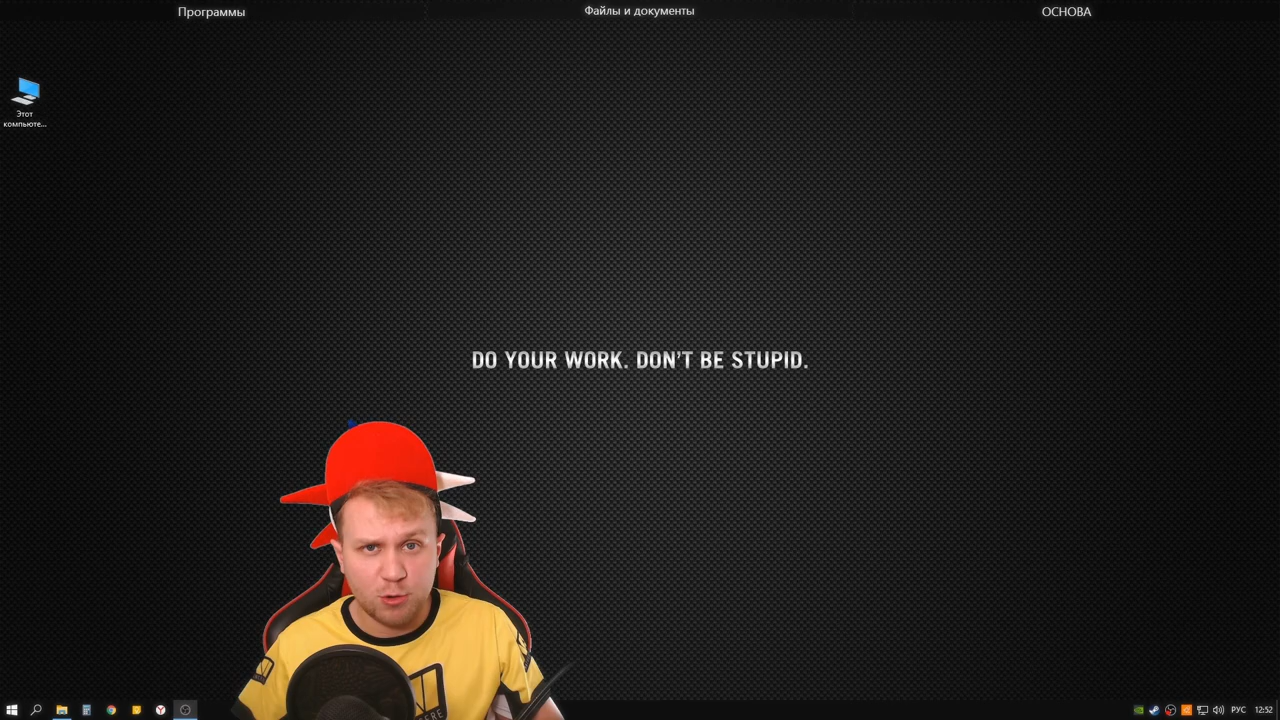 Программы
Файлы и документы
ОСНОВА
Этот
компьюте...
DO YOUR WORK. DON'T BE STUPID.
РУС
12:52